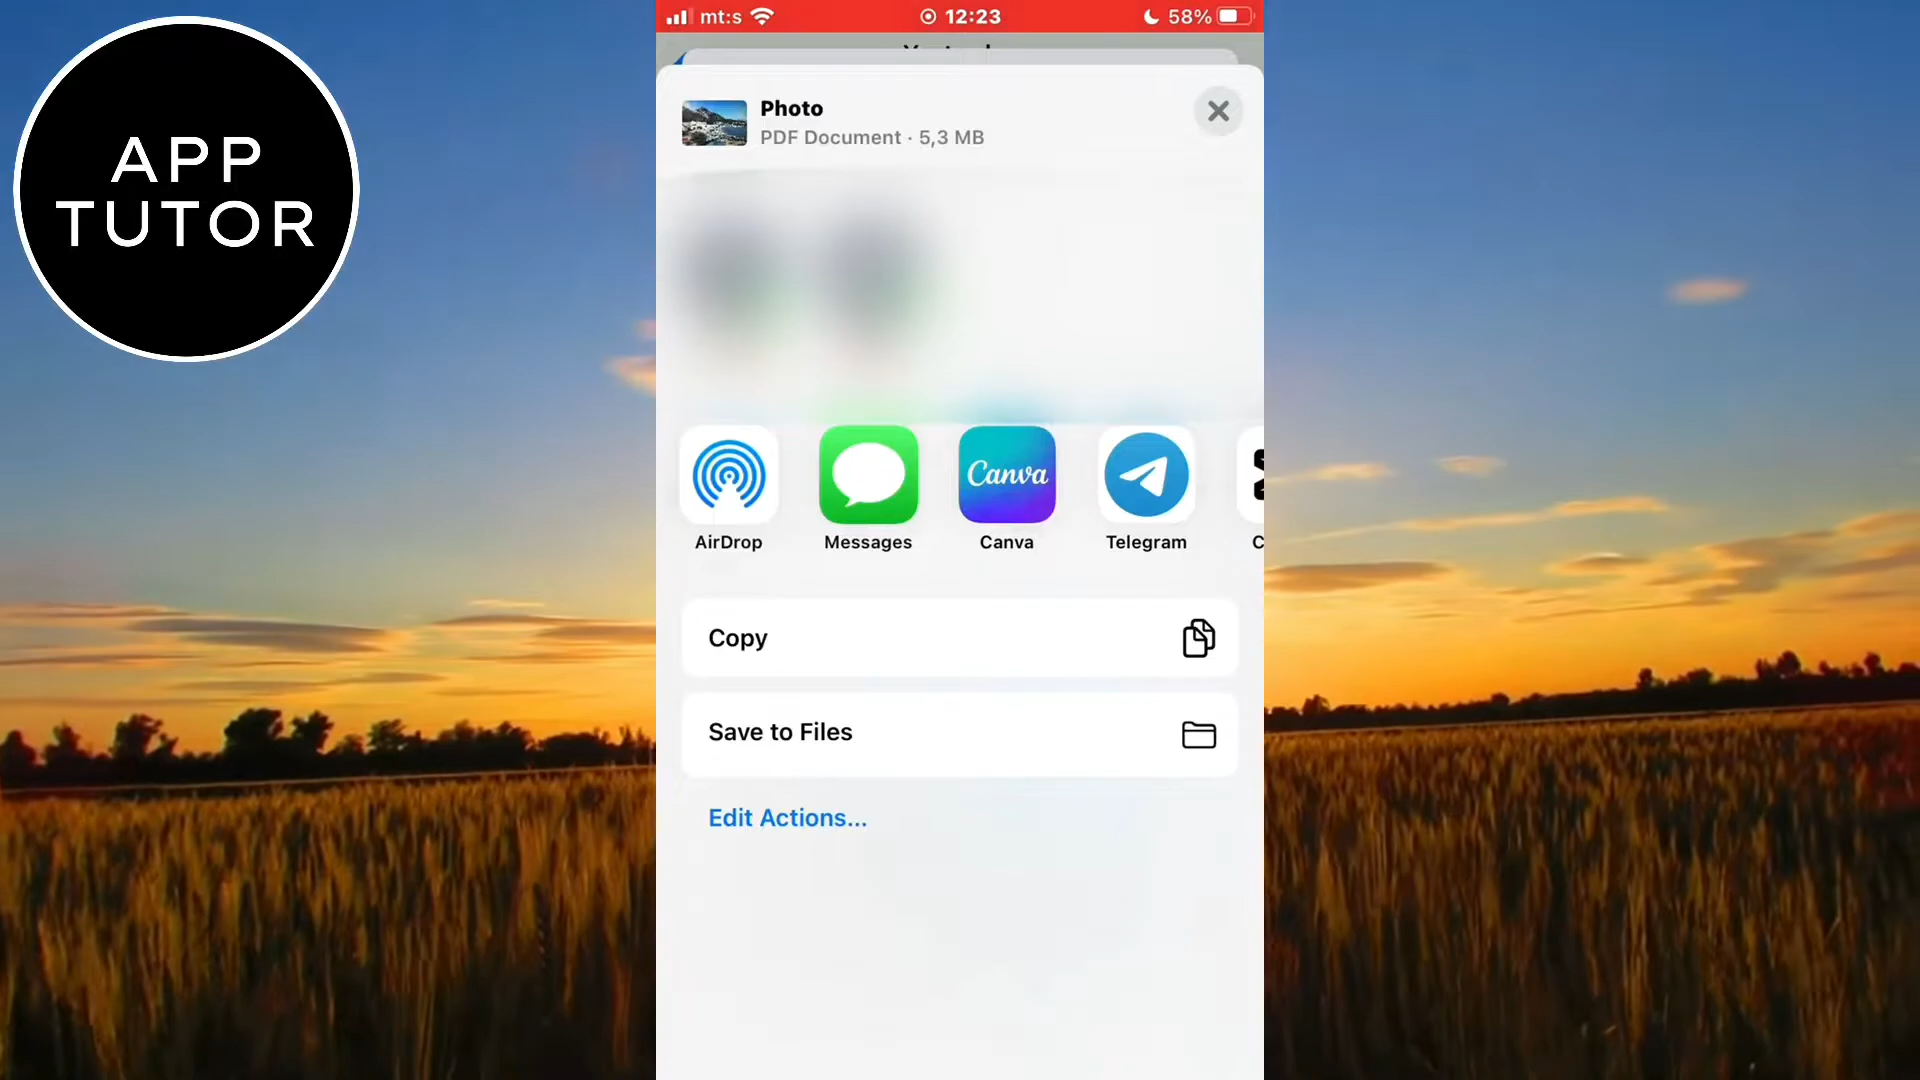 APP
TUTOR
mt:s
12:23
58%
Photo
PDF Document · 5,3 MB
Canva
AirDrop
Messages
Canva
Telegram
Copy
Save to Files
Edit Actions...